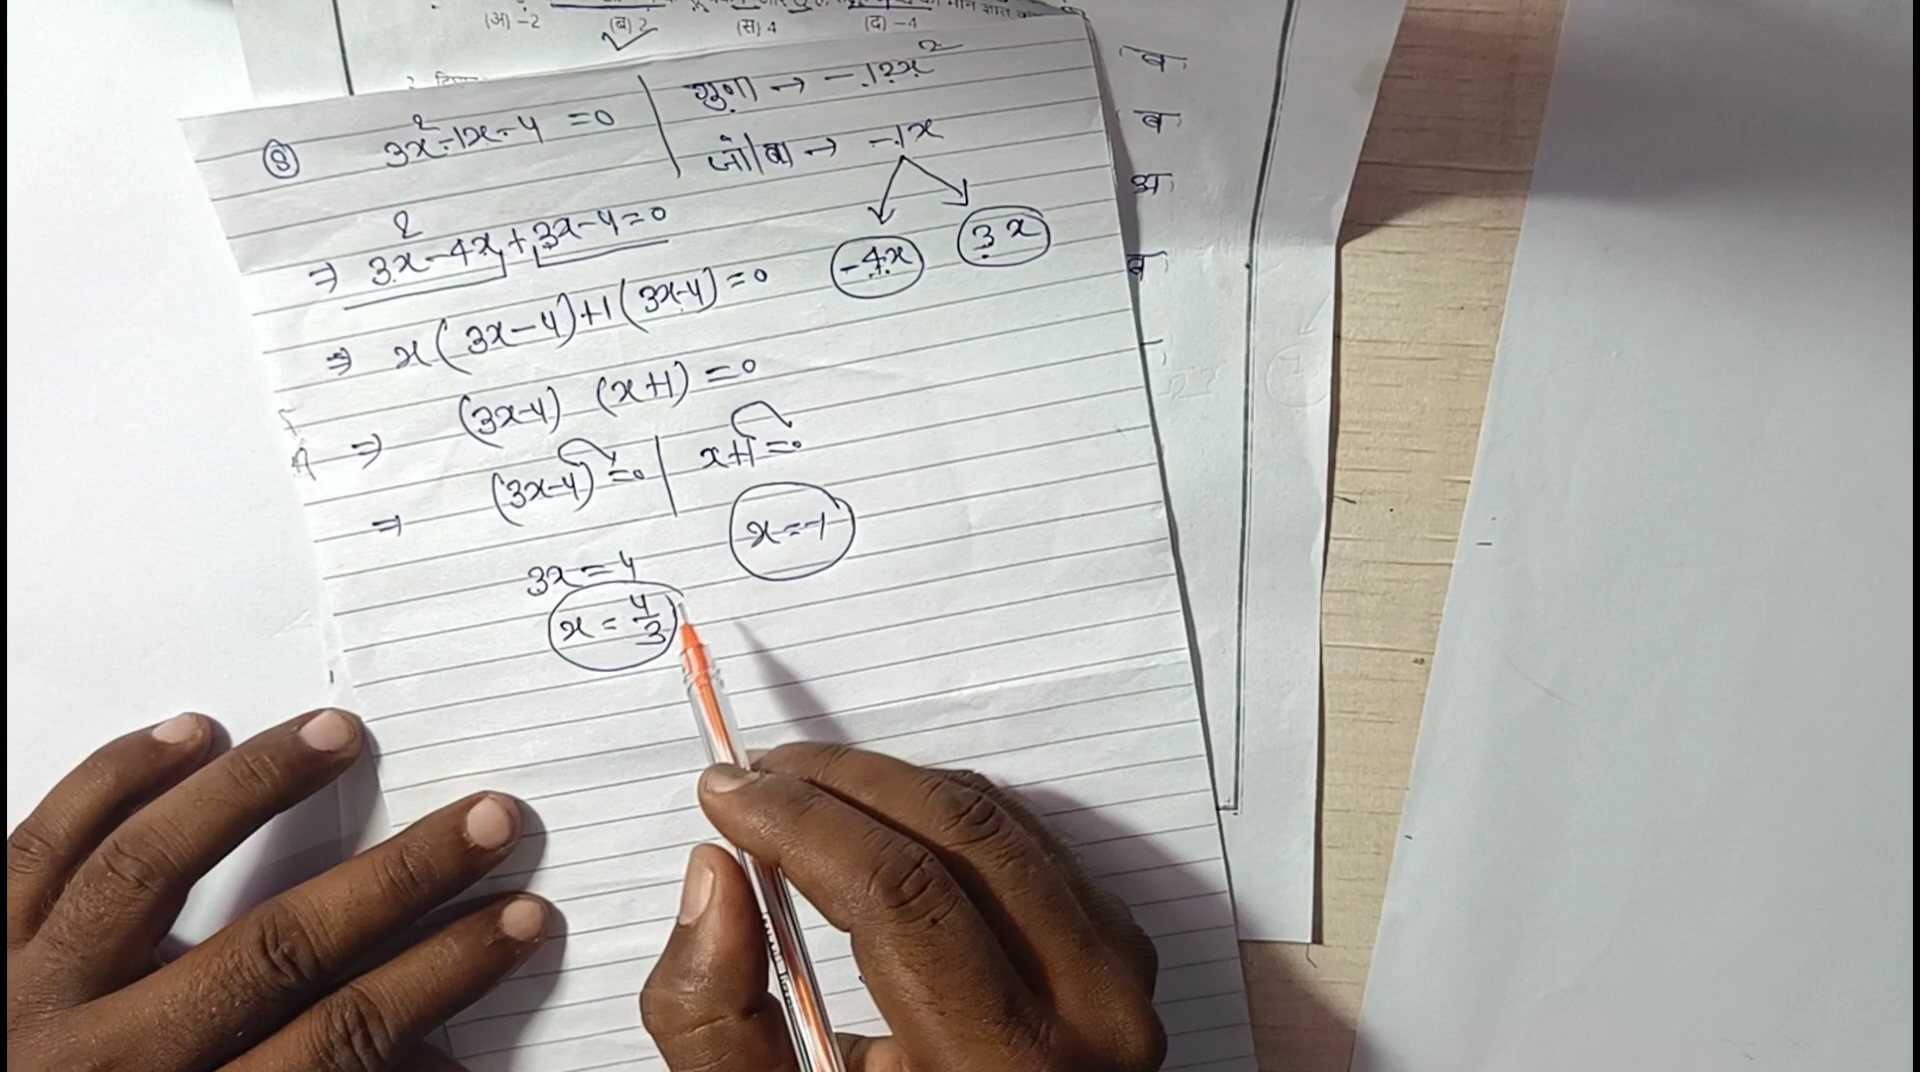 (अ) -2 (ब) 2 (स) 4 (द) -4
(3) 3x²-1x-4 =0
गुणा → -12x²
जो/घा → -1x
-4x 3x
⇒ 3x²-4x+3x-4=0
⇒ x(3x-4)+1(3x-4)=0
⇒ (3x-4) (x+1)=0
⇒ (3x-4)=0 | x+1=0
3x=4 x=-1
x=4/3
ब
ब
अ
ब